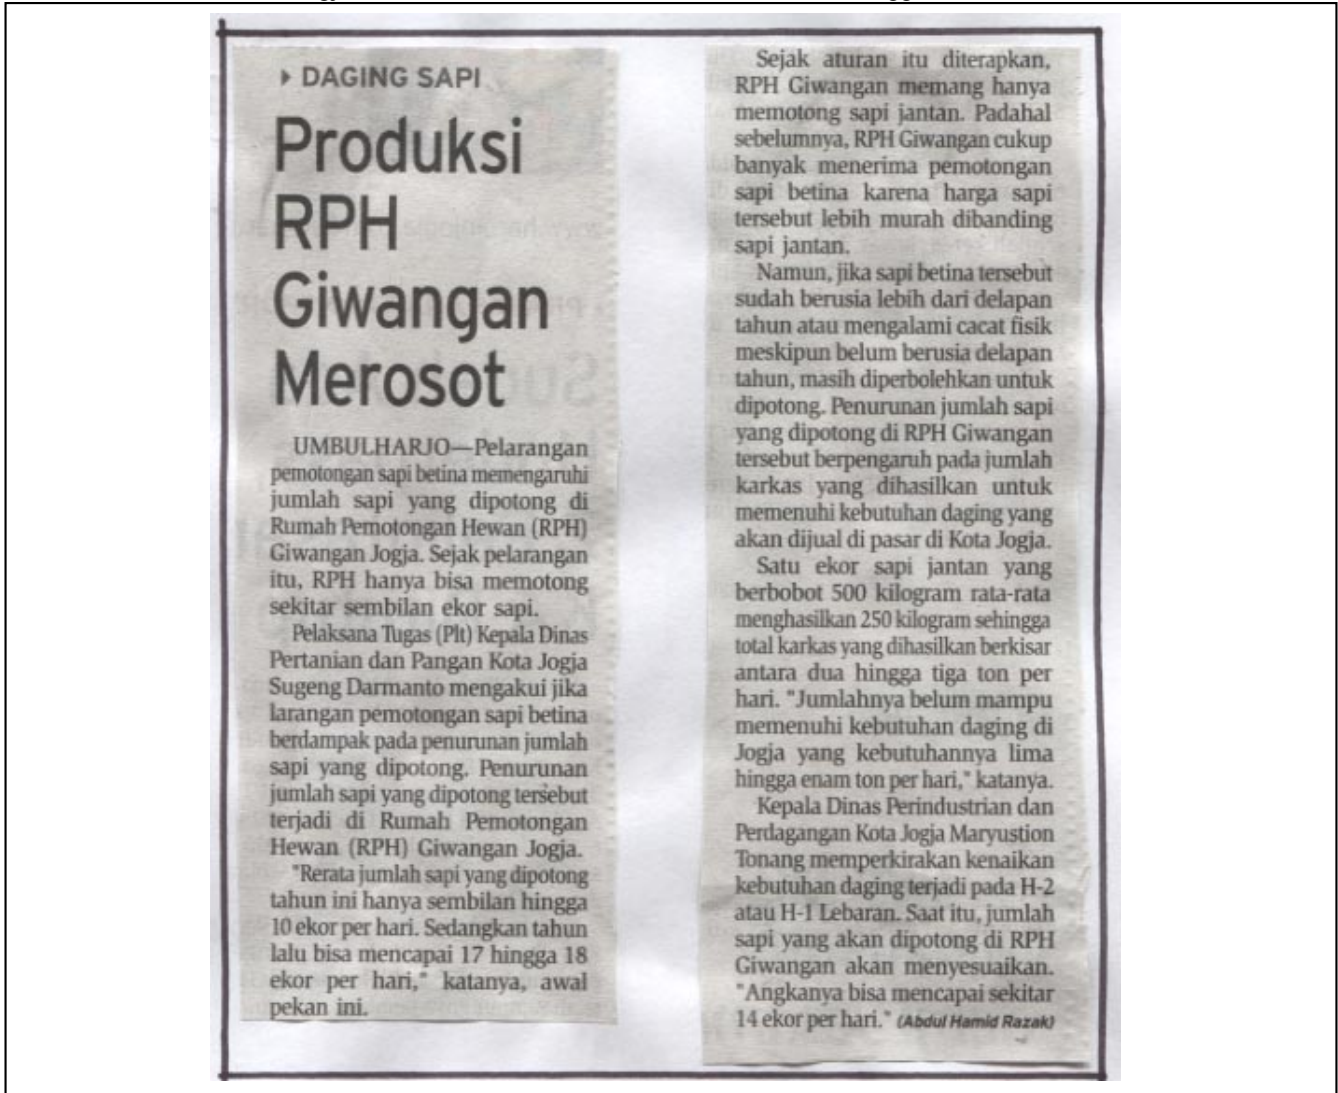 DAGING SAPI
Produksi
RPH
Giwangan
Merosot
UMBULHARJO—Pelarangan
pemotongan sapi betina memengaruhi
jumlah sapi yang dipotong di
Rumah Pemotongan Hewan (RPH)
Giwangan Jogja. Sejak pelarangan
itu, RPH hanya bisa memotong
sekitar sembilan ekor sapi.
Pelaksana Tugas (Plt) Kepala Dinas
Pertanian dan Pangan Kota Jogja
Sugeng Darmanto mengakui jika
larangan pemotongan sapi betina
berdampak pada penurunan jumlah
sapi yang dipotong. Penurunan
jumlah sapi yang dipotong tersebut
terjadi di Rumah Pemotongan
Hewan (RPH) Giwangan Jogja.
"Rerata jumlah sapi yang dipotong
tahun ini hanya sembilan hingga
10 ekor per hari. Sedangkan tahun
lalu bisa mencapai 17 hingga 18
ekor per hari," katanya, awal
pekan ini.
Sejak aturan itu diterapkan,
RPH Giwangan memang hanya
memotong sapi jantan. Padahal
sebelumnya, RPH Giwangan cukup
banyak menerima pemotongan
sapi betina karena harga sapi
tersebut lebih murah dibanding
sapi jantan.
Namun, jika sapi betina tersebut
sudah berusia lebih dari delapan
tahun atau mengalami cacat fisik
meskipun belum berusia delapan
tahun, masih diperbolehkan untuk
dipotong. Penurunan jumlah sapi
yang dipotong di RPH Giwangan
tersebut berpengaruh pada jumlah
karkas yang dihasilkan untuk
memenuhi kebutuhan daging yang
akan dijual di pasar di Kota Jogja.
Satu ekor sapi jantan yang
berbobot 500 kilogram rata-rata
menghasilkan 250 kilogram sehingga
total karkas yang dihasilkan berkisar
antara dua hingga tiga ton per
hari. "Jumlahnya belum mampu
memenuhi kebutuhan daging di
Jogja yang kebutuhannya lima
hingga enam ton per hari," katanya.
Kepala Dinas Perindustrian dan
Perdagangan Kota Jogja Maryustion
Tonang memperkirakan kenaikan
kebutuhan daging terjadi pada H-2
atau H-1 Lebaran. Saat itu, jumlah
sapi yang akan dipotong di RPH
Giwangan akan menyesuaikan.
"Angkanya bisa mencapai sekitar
14 ekor per hari." (Abdul Hamid Razak)